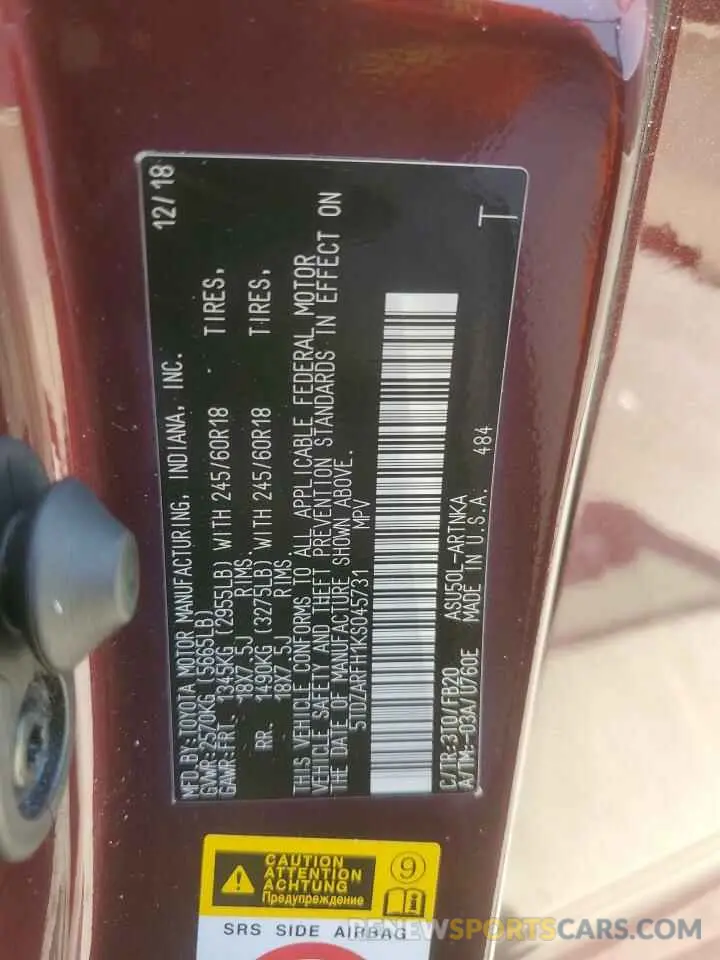 MFD.BY:TOYOTA MOTOR MANUFACTURING, INDIANA, INC. 12/18
GVWR:2570KG (5665LB)
GAWR:FRT. 1345KG (2955LB) WITH 245/60R18 TIRES,
18X7.5J RIMS.
RR. 1490KG (3275LB) WITH 245/60R18 TIRES,
18X7.5J RIMS.
THIS VEHICLE CONFORMS TO ALL APPLICABLE FEDERAL MOTOR
VEHICLE SAFETY AND THEFT PREVENTION STANDARDS IN EFFECT ON
THE DATE OF MANUFACTURE SHOWN ABOVE.
5TDZARFH1KS045731 MPV
C/TR:3T0/FB20 ASU50L-ARTNKA
A/TM:-03A/U760E MADE IN U.S.A. 484 T
CAUTION
ATTENTION
ACHTUNG
Предупреждение
9
SRS SIDE AIRBAG
RENEWSPORTSCARS.COM